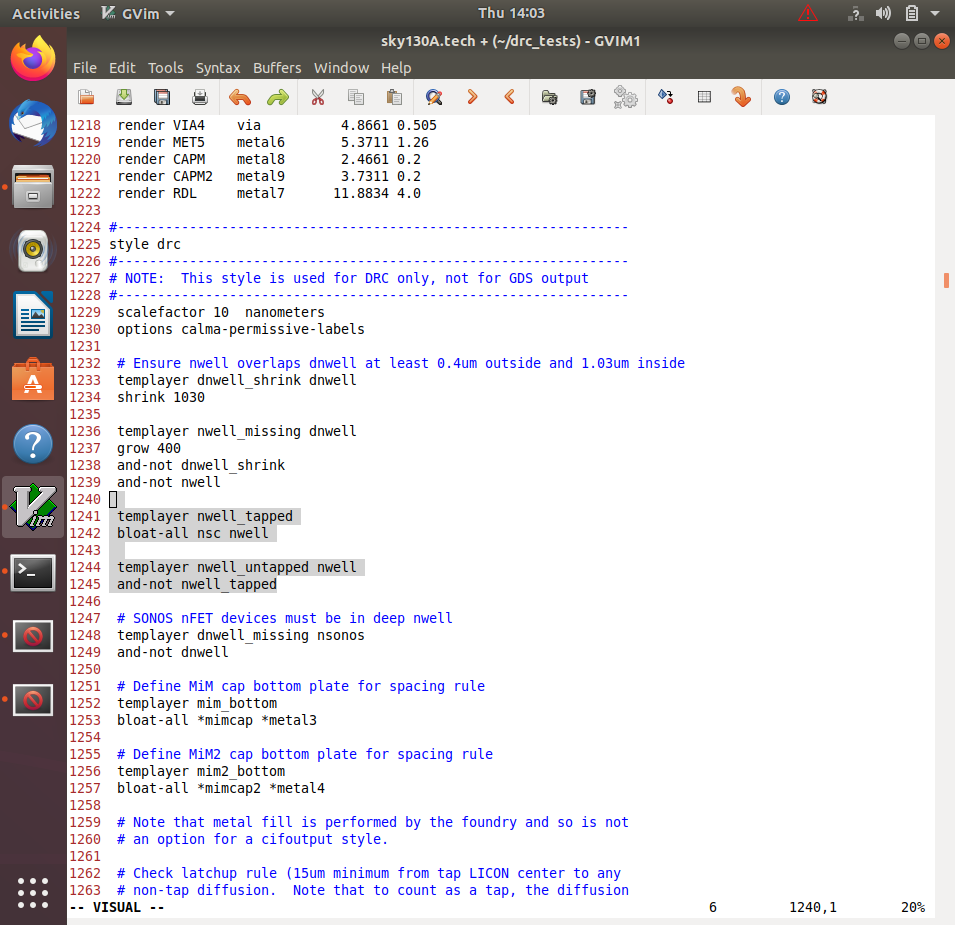 Activities GVim Thu 14:03
sky130A.tech + (~/drc_tests) - GVIM1
File Edit Tools Syntax Buffers Window Help
1218 render VIA4 via 4.8661 0.505
1219 render MET5 metal6 5.3711 1.26
1220 render CAPM metal8 2.4661 0.2
1221 render CAPM2 metal9 3.7311 0.2
1222 render RDL metal7 11.8834 4.0
1223
1224 #---------------------------------------------------------------
1225 style drc
1226 #---------------------------------------------------------------
1227 # NOTE:  This style is used for DRC only, not for GDS output
1228 #---------------------------------------------------------------
1229 scalefactor 10  nanometers
1230 options calma-permissive-labels
1231
1232 # Ensure nwell overlaps dnwell at least 0.4um outside and 1.03um inside
1233 templayer dnwell_shrink dnwell
1234 shrink 1030
1235
1236 templayer nwell_missing dnwell
1237 grow 400
1238 and-not dnwell_shrink
1239 and-not nwell
1240
1241 templayer nwell_tapped
1242 bloat-all nsc nwell
1243
1244 templayer nwell_untapped nwell
1245 and-not nwell_tapped
1246
1247 # SONOS nFET devices must be in deep nwell
1248 templayer dnwell_missing nsonos
1249 and-not dnwell
1250
1251 # Define MiM cap bottom plate for spacing rule
1252 templayer mim_bottom
1253 bloat-all *mimcap *metal3
1254
1255 # Define MiM2 cap bottom plate for spacing rule
1256 templayer mim2_bottom
1257 bloat-all *mimcap2 *metal4
1258
1259 # Note that metal fill is performed by the foundry and so is not
1260 # an option for a cifoutput style.
1261
1262 # Check latchup rule (15um minimum from tap LICON center to any
1263 # non-tap diffusion.  Note that to count as a tap, the diffusion
-- VISUAL -- 6 1240,1 20%
Vim